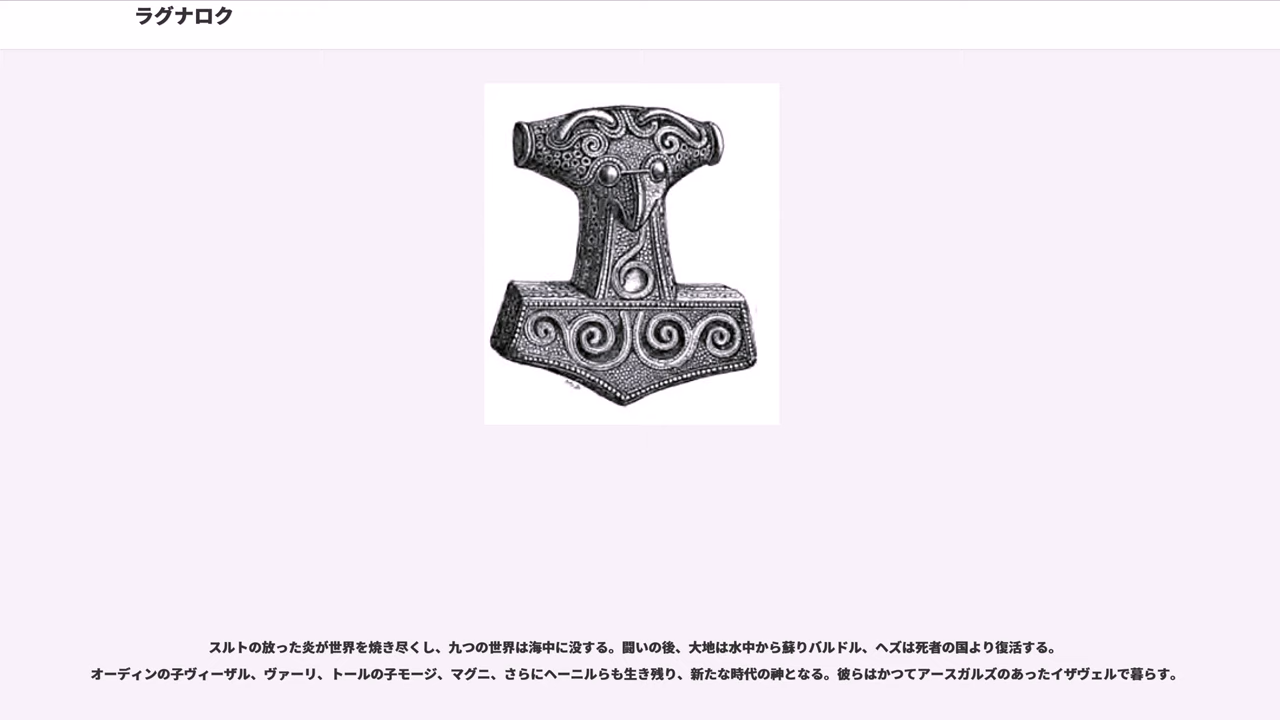 ラグナロク
スルトの放った炎が世界を焼き尽くし、九つの世界は海中に没する。闘いの後、大地は水中から蘇りバルドル、ヘズは死者の国より復活する。
オーディンの子ヴィーザル、ヴァーリ、トールの子モージ、マグニ、さらにヘーニルらも生き残り、新たな時代の神となる。彼らはかつてアースガルズのあったイザヴェルで暮らす。